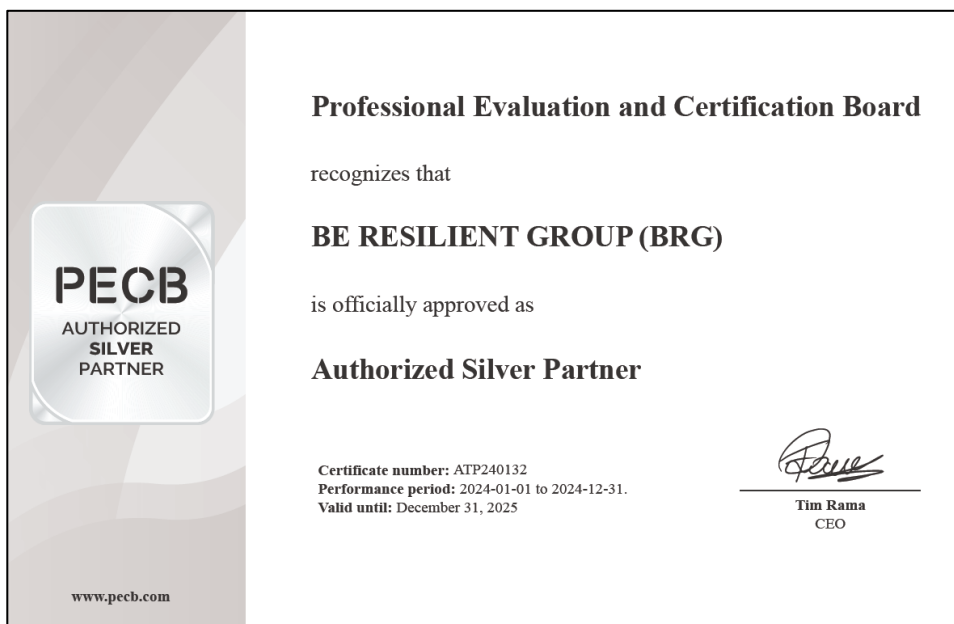 PECB
AUTHORIZED
SILVER
PARTNER
www.pecb.com
Professional Evaluation and Certification Board
recognizes that
BE RESILIENT GROUP (BRG)
is officially approved as
Authorized Silver Partner
Certificate number: ATP240132
Performance period: 2024-01-01 to 2024-12-31.
Valid until: December 31, 2025
Tim Rama
CEO